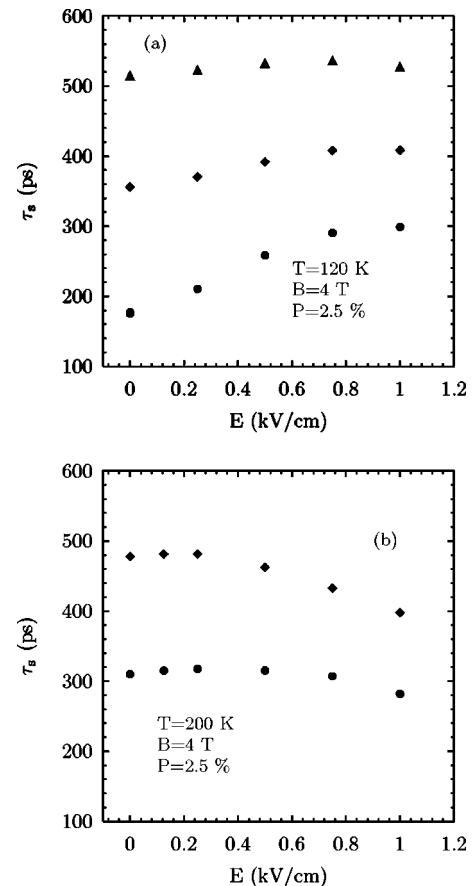 600
(a)
500
400
τs (ps)
300
T=120 K
B=4 T
P=2.5 %
200
100
0 0.2 0.4 0.6 0.8 1 1.2
E (kV/cm)
600
(b)
500
400
τs (ps)
300
T=200 K
B=4 T
P=2.5 %
200
100
0 0.2 0.4 0.6 0.8 1 1.2
E (kV/cm)